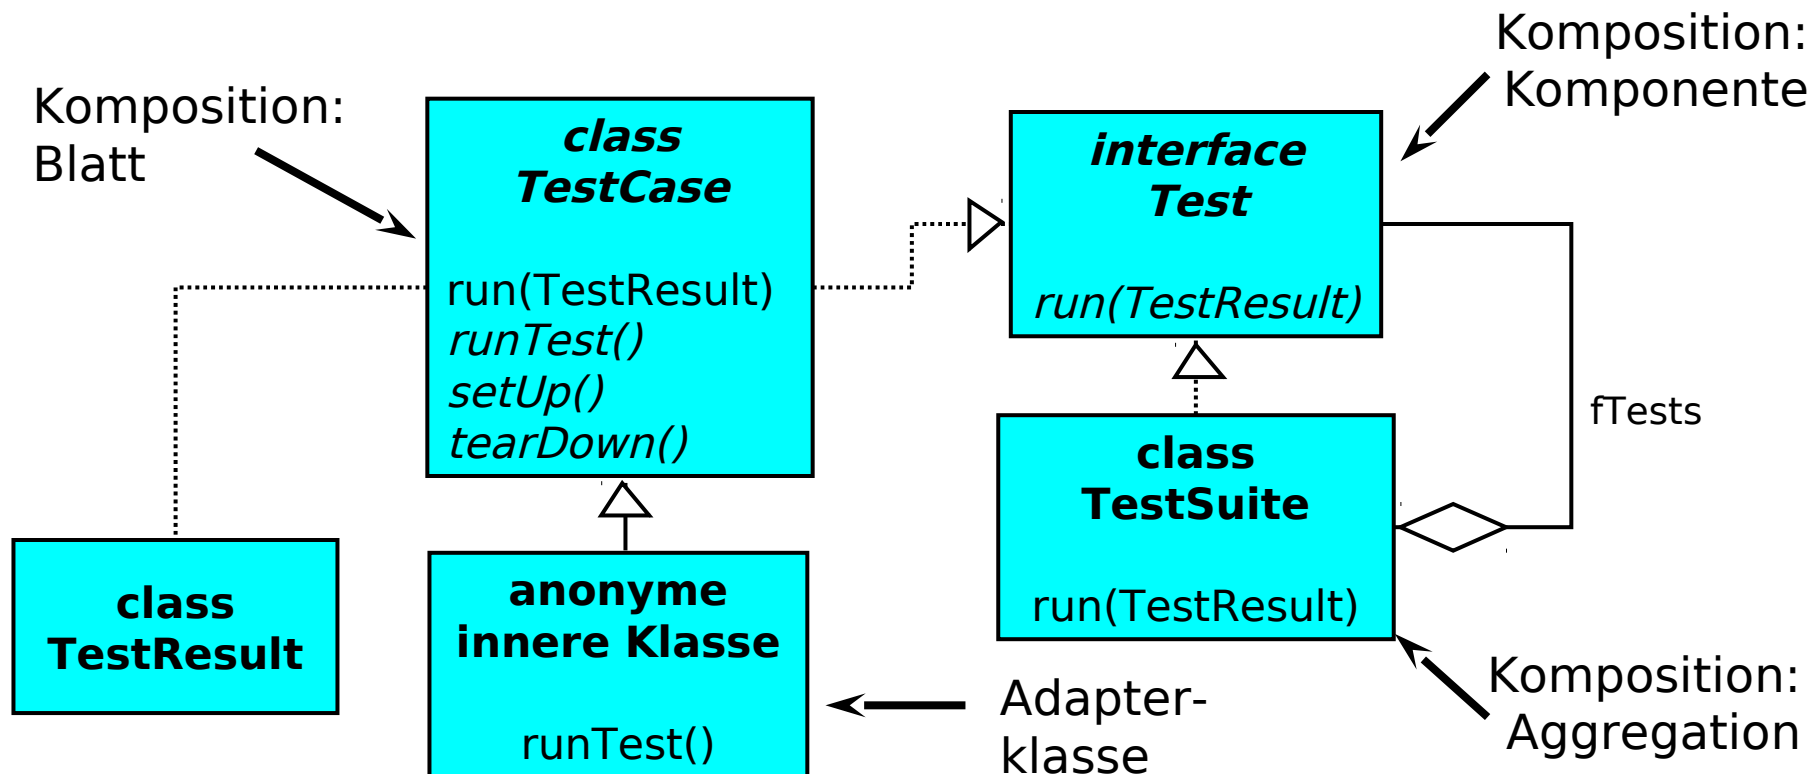 Komposition:
Blatt
class
TestCase
run(TestResult)
runTest()
setUp()
tearDown()
Komposition:
Komponente
interface
Test
run(TestResult)
fTests
class
TestSuite
run(TestResult)
class
TestResult
anonyme
innere Klasse
runTest()
Adapter-
klasse
Komposition:
Aggregation